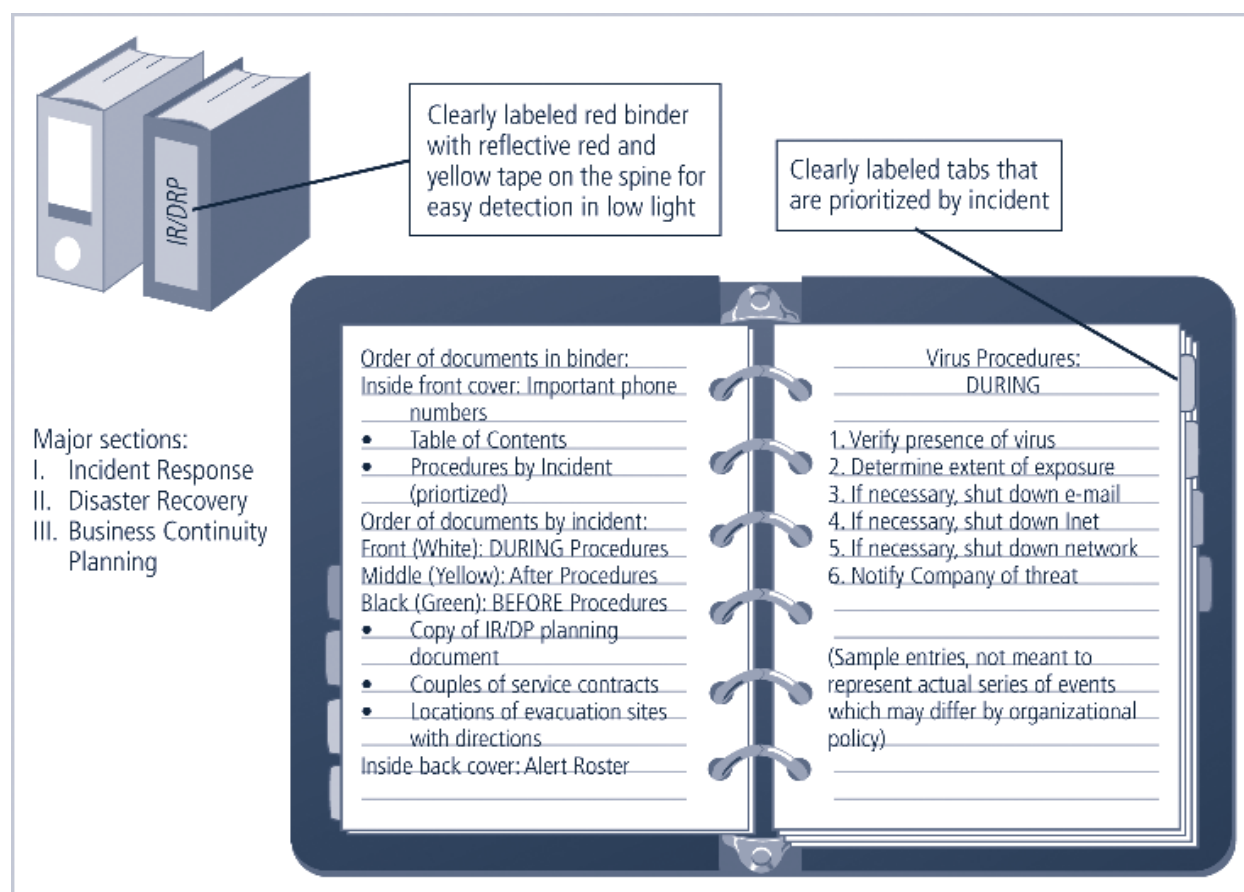 Clearly labeled red binder
with reflective red and
yellow tape on the spine for
easy detection in low light
IR/DRP
Clearly labeled tabs that
are prioritized by incident
Major sections:
I. Incident Response
II. Disaster Recovery
III. Business Continuity
Planning
Order of documents in binder:
Inside front cover: Important phone
numbers
• Table of Contents
• Procedures by Incident
(priortized)
Order of documents by incident:
Front (White): DURING Procedures
Middle (Yellow): After Procedures
Black (Green): BEFORE Procedures
• Copy of IR/DP planning
document
• Couples of service contracts
• Locations of evacuation sites
with directions
Inside back cover: Alert Roster
Virus Procedures:
DURING
1. Verify presence of virus
2. Determine extent of exposure
3. If necessary, shut down e-mail
4. If necessary, shut down Inet
5. If necessary, shut down network
6. Notify Company of threat
(Sample entries, not meant to
represent actual series of events
which may differ by organizational
policy)